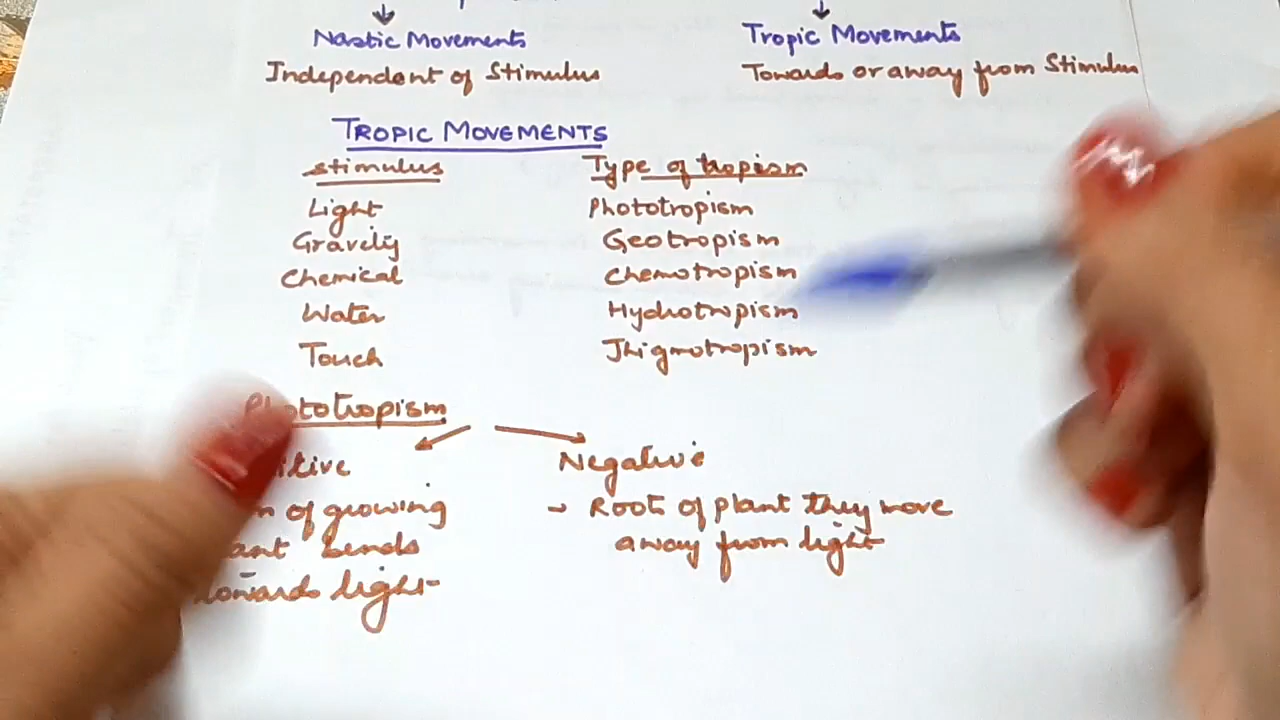 Nastic Movements
Tropic Movements
Independent of Stimulus
Towards or away from Stimulus
TROPIC MOVEMENTS
Stimulus
Type of tropism
Light
Phototropism
Gravity
Geotropism
Chemical
Chemotropism
Water
Hydrotropism
Touch
Thigmotropism
Phototropism
Negative
of growing
- Roots of plant they move
bends
away from light
towards light